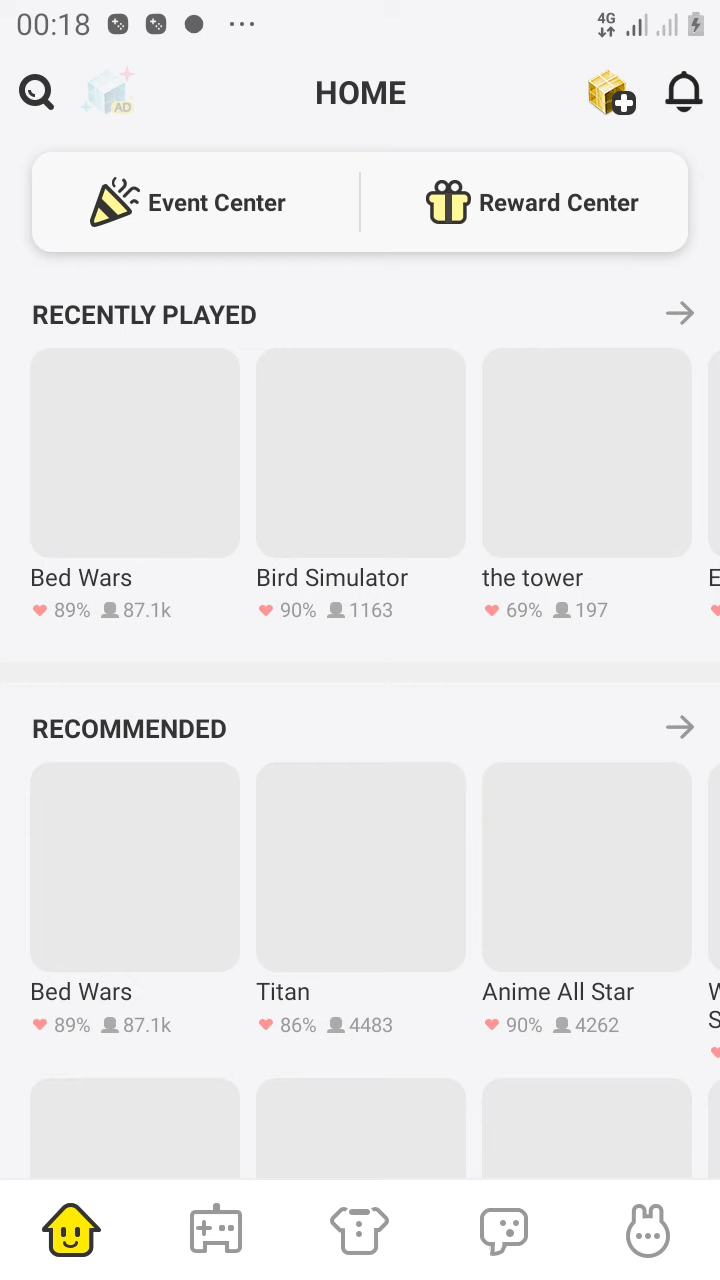 00:18
4G
AD
HOME
Event Center
Reward Center
RECENTLY PLAYED
Bed Wars
Bird Simulator
the tower
E
89% 87.1k
90% 1163
69% 197
RECOMMENDED
Bed Wars
Titan
Anime All Star
W
S
89% 87.1k
86% 4483
90% 4262